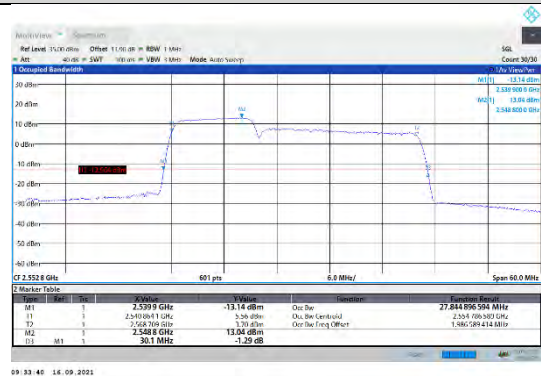 MultiView Spectrum
Ref Level 35.00 dBm Offset 11.90 dB RBW 1 MHz SGL
Att 40 dB SWT 300 ms VBW 3 MHz Mode Auto Sweep Count 30/30
1 Occupied Bandwidth 1Av ViewPwr
M1[1] -13.14 dBm
2.539 900 0 GHz
M2[1] 13.04 dBm
2.548 800 0 GHz
30 dBm
20 dBm
10 dBm
0 dBm
-10 dBm
-20 dBm
-30 dBm
-40 dBm
-50 dBm
-60 dBm
CF 2.552 8 GHz 601 pts 6.0 MHz/ Span 60.0 MHz
2 Marker Table
Type Ref Trc X-Value Y-Value Function Function Result
M1 1 2.539 9 GHz -13.14 dBm Occ Bw 27.844 896 594 MHz
T1 1 2.540 864 1 GHz 5.56 dBm Occ Bw Centroid 2.554 786 589 GHz
T2 1 2.568 709 GHz 3.70 dBm Occ Bw Freq Offset 1.986 589 414 MHz
M2 1 2.548 8 GHz 13.04 dBm
D3 M1 1 30.1 MHz -1.29 dB
09:33:40 16.09.2021